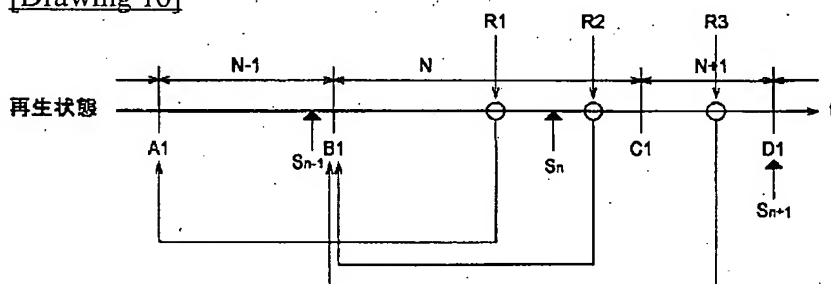 [Drawing 10]
R1 R2 R3
N-1 N N+1
再生状態 t
A1 Sn-1 B1 Sn C1 D1
Sn+1